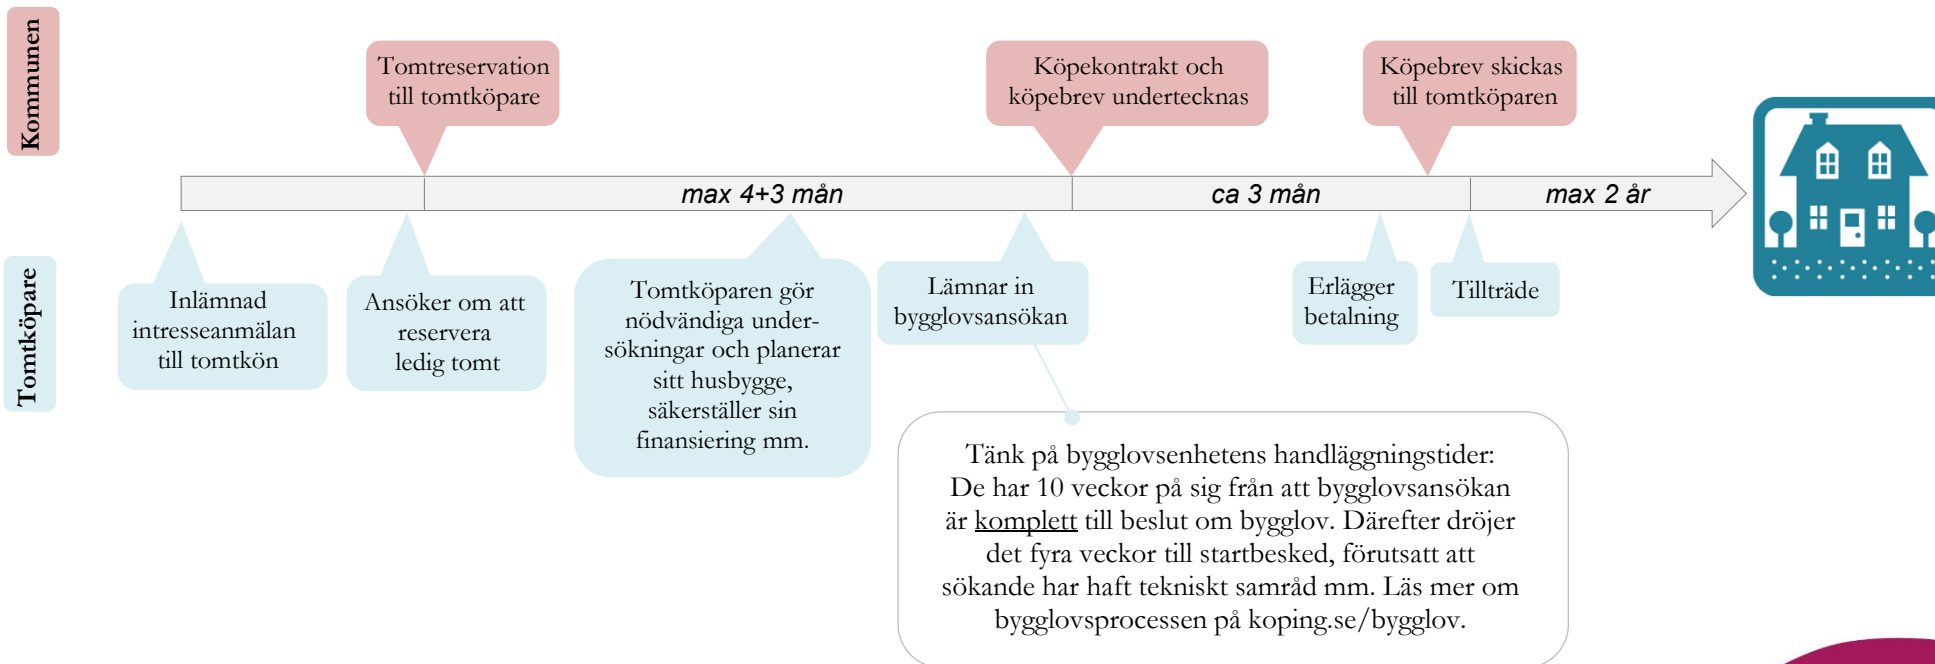 Kommunen
Tomtreservation
till tomtköpare
Köpekontrakt och
köpebrev undertecknas
Köpebrev skickas
till tomtköparen
max 4+3 mån
ca 3 mån
max 2 år
Tomtköpare
Inlämnad
intresseanmälan
till tomtkön
Ansöker om att
reservera
ledig tomt
Tomtköparen gör
nödvändiga under-
sökningar och planerar
sitt husbygge,
säkerställer sin
finansiering mm.
Lämnar in
bygglovsansökan
Erlägger
betalning
Tillträde
Tänk på bygglovsenhetens handläggningstider:
De har 10 veckor på sig från att bygglovsansökan
är komplett till beslut om bygglov. Därefter dröjer
det fyra veckor till startbesked, förutsatt att
sökande har haft tekniskt samråd mm. Läs mer om
bygglovsprocessen på koping.se/bygglov.